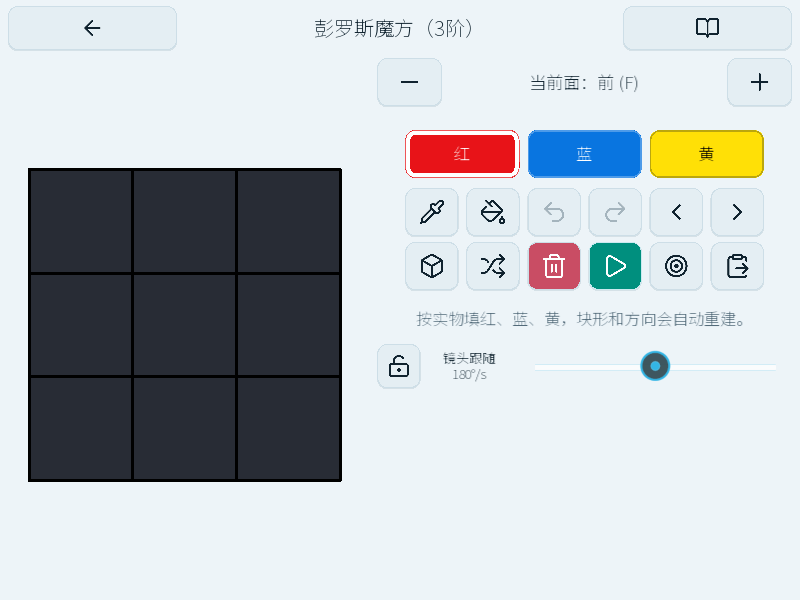 彭罗斯魔方（3阶）
当前面：前 (F)
红
蓝
黄
按实物填红、蓝、黄，块形和方向会自动重建。
镜头跟随
180°/s